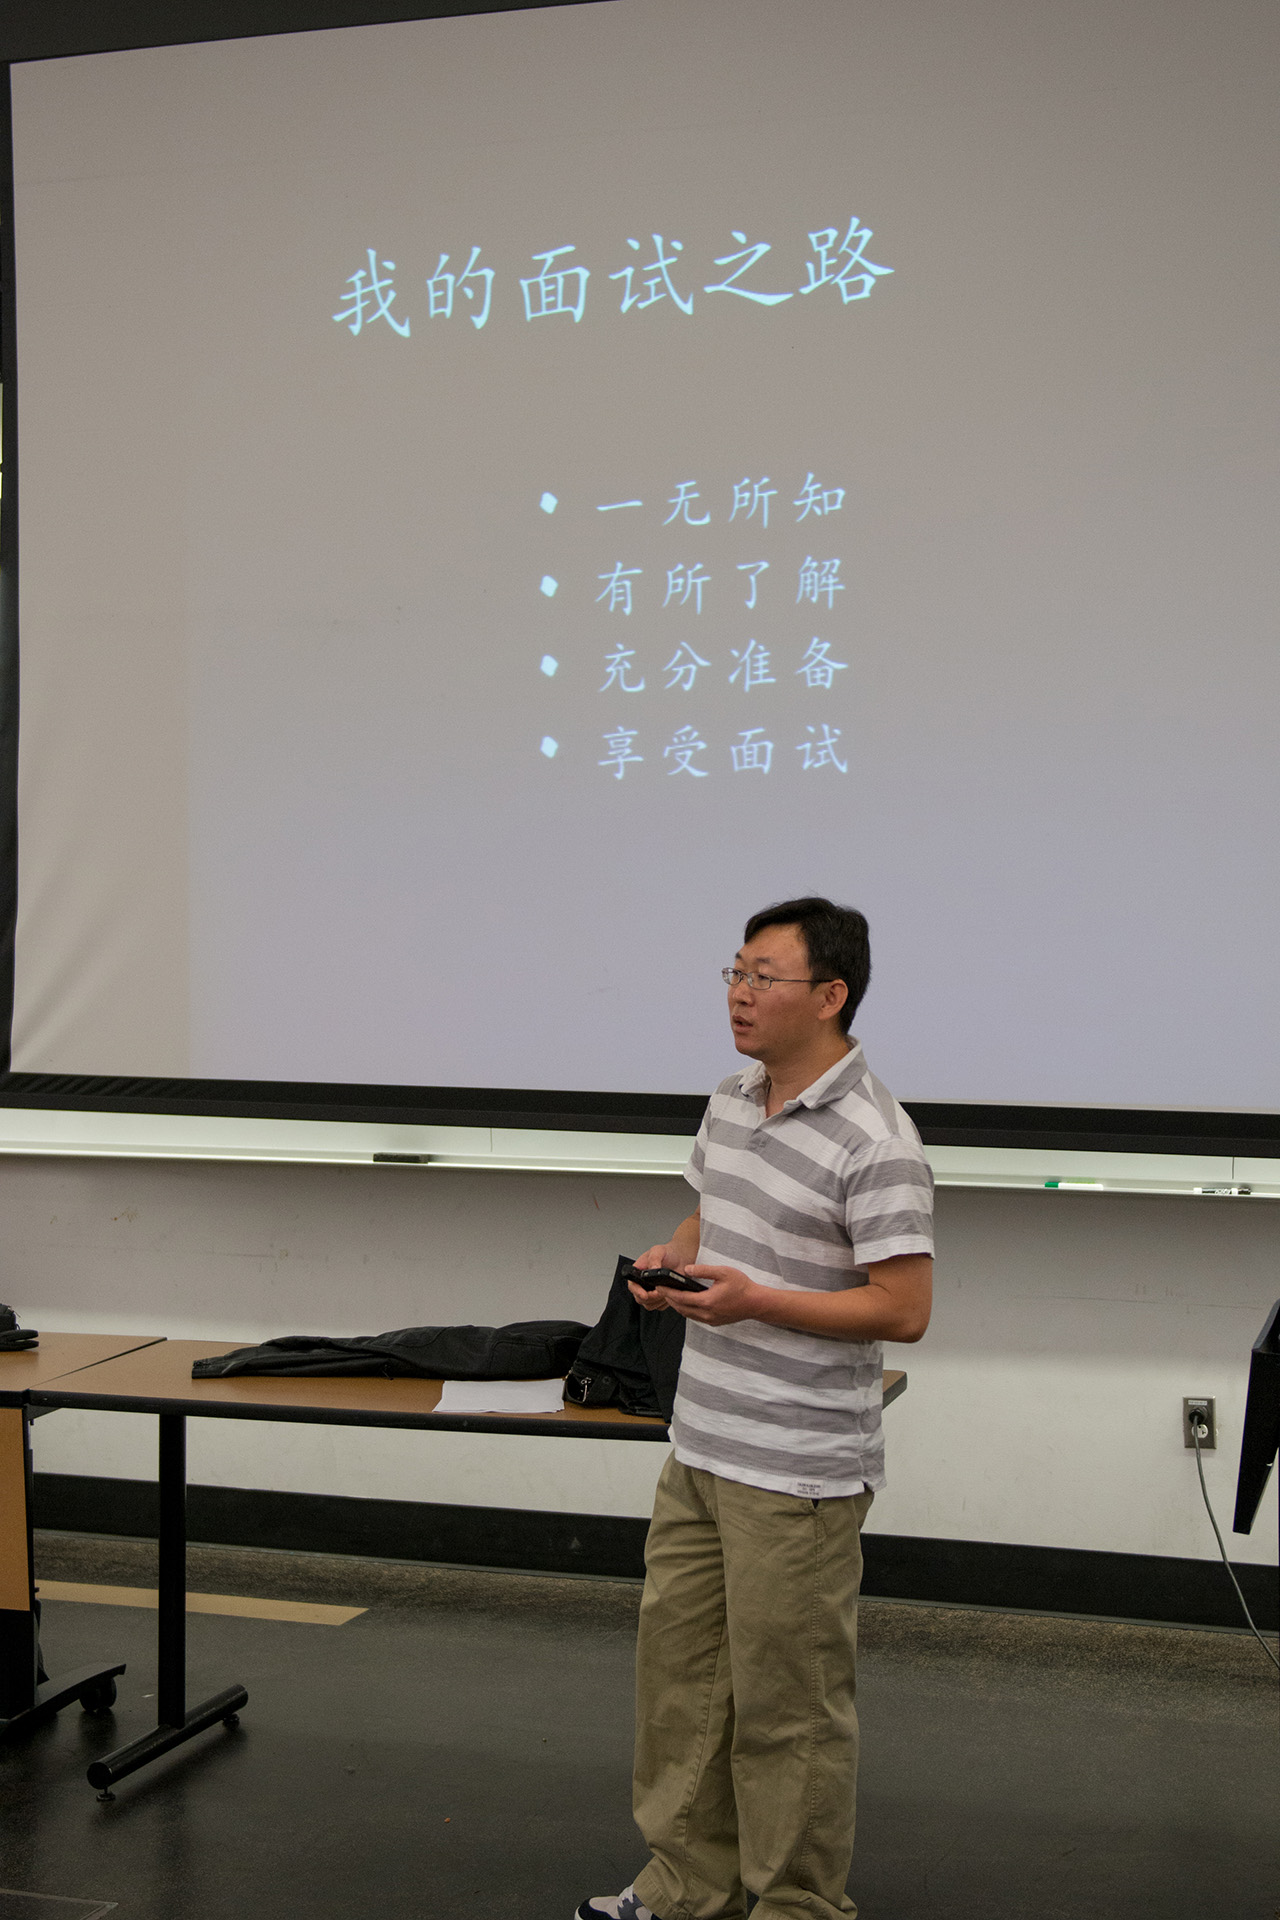 我的面试之路
• 一无所知
• 有所了解
• 充分准备
• 享受面试